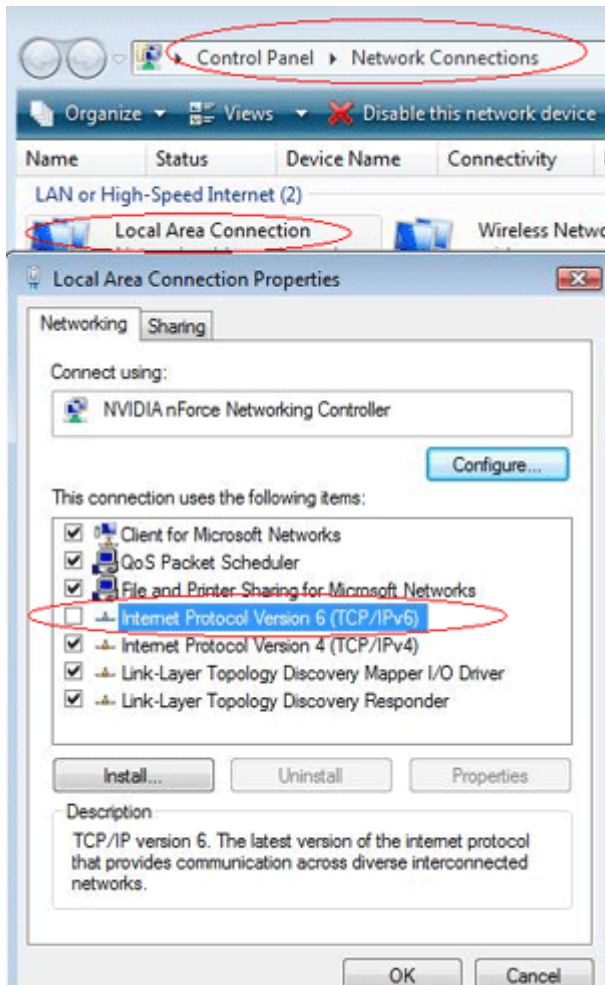 Control Panel Network Connections
Organize Views Disable this network device
Name Status Device Name Connectivity
LAN or High-Speed Internet (2)
Local Area Connection Wireless
Local Area Connection Properties
Networking Sharing
Connect using:
NVIDIA nForce Networking Controller
Configure...
This connection uses the following items:
Client for Microsoft Networks
QoS Packet Scheduler
File and Printer Sharing for Microsoft Networks
Internet Protocol Version 6 (TCP/IPv6)
Internet Protocol Version 4 (TCP/IPv4)
Link-Layer Topology Discovery Mapper I/O Driver
Link-Layer Topology Discovery Responder
Install... Uninstall Properties
Description
TCP/IP version 6. The latest version of the internet protocol
that provides communication across diverse interconnected
networks.
OK Cancel